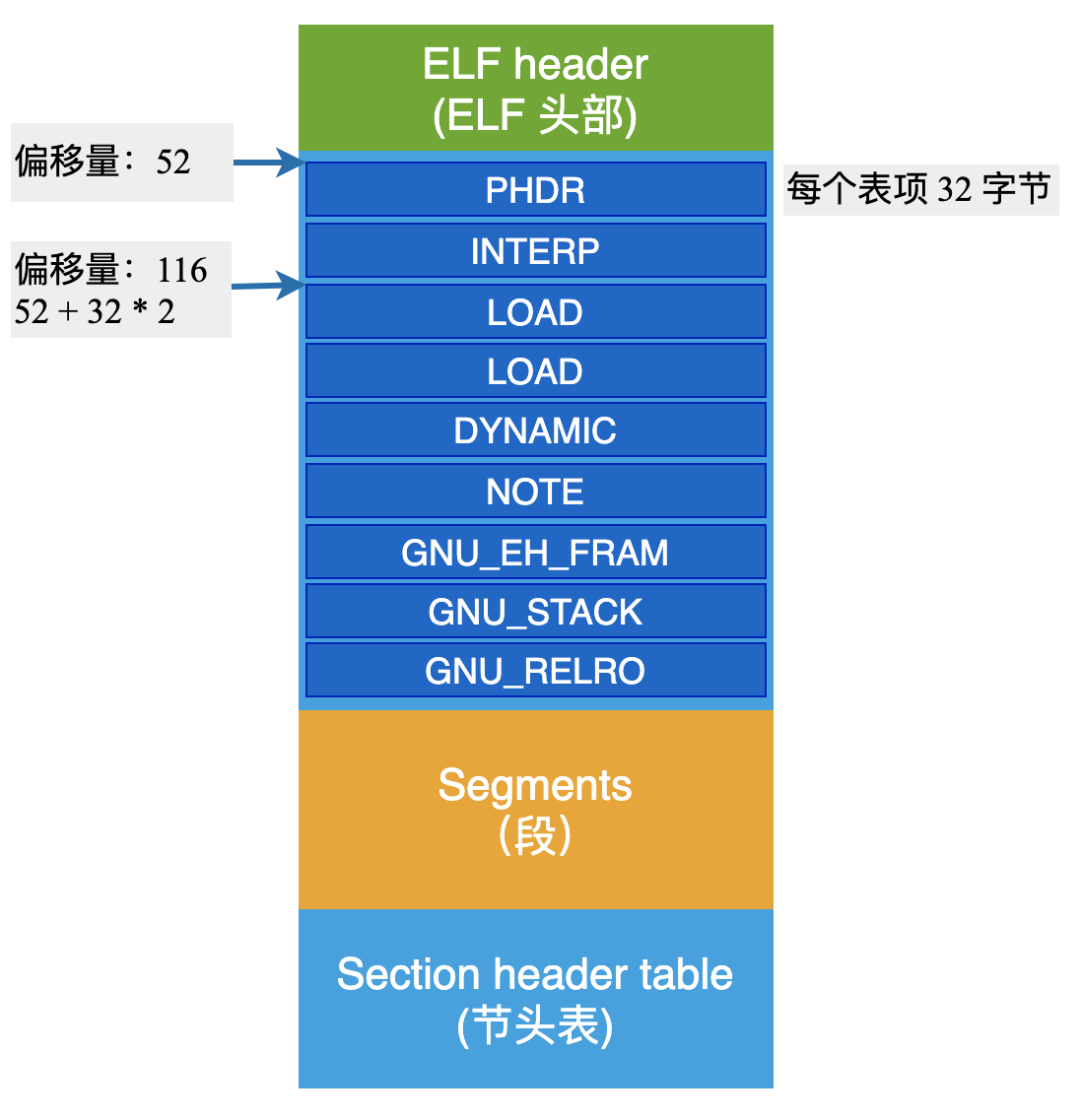 ELF header
(ELF 头部)
偏移量：52
PHDR
每个表项 32 字节
INTERP
偏移量：116
52 + 32 * 2
LOAD
LOAD
DYNAMIC
NOTE
GNU_EH_FRAM
GNU_STACK
GNU_RELRO
Segments
（段）
Section header table
(节头表)